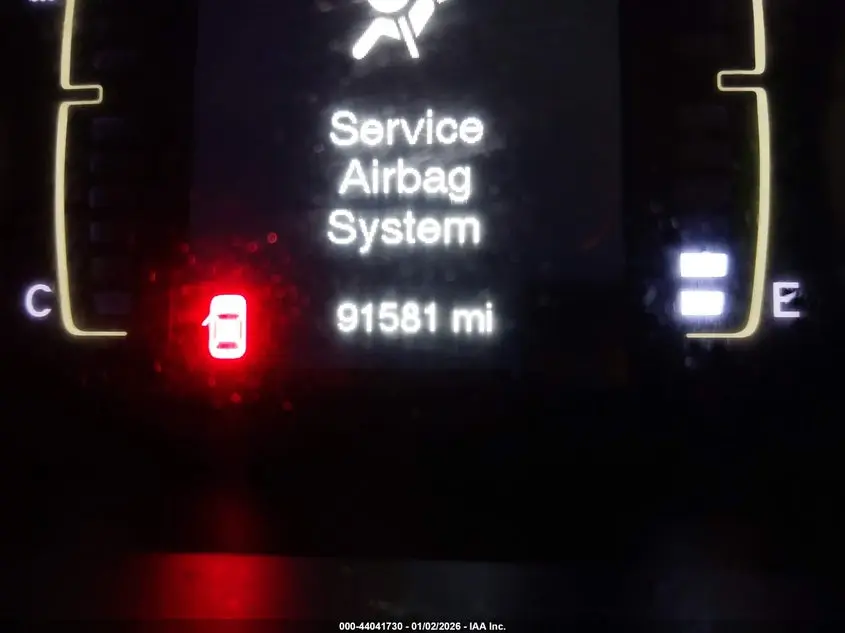 Service
Airbag
System
91581 mi
C
E
000-44041730 - 01/02/2026 - IAA Inc.